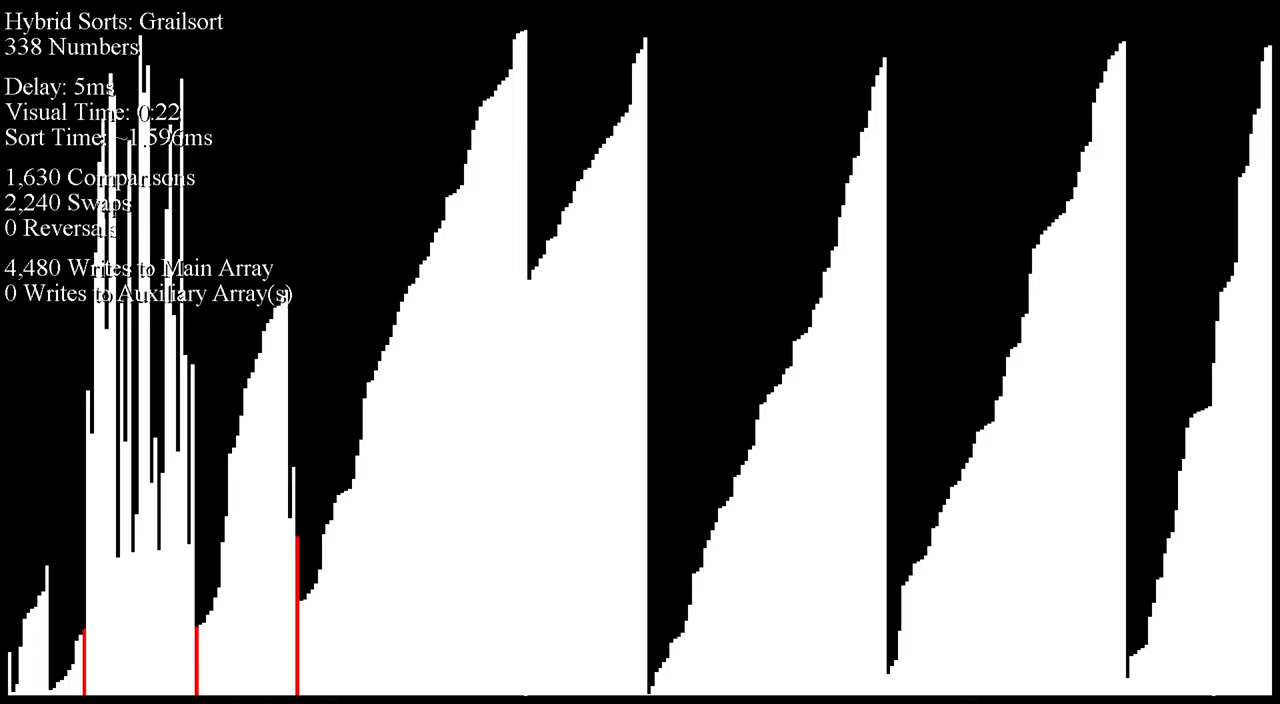 Hybrid Sorts: Grailsort
338 Numbers
Delay: 5ms
Visual Time: 0:22
Sort Time: ~1.596ms
1,630 Comparisons
2,240 Swaps
0 Reversals
4,480 Writes to Main Array
0 Writes to Auxiliary Array(s)